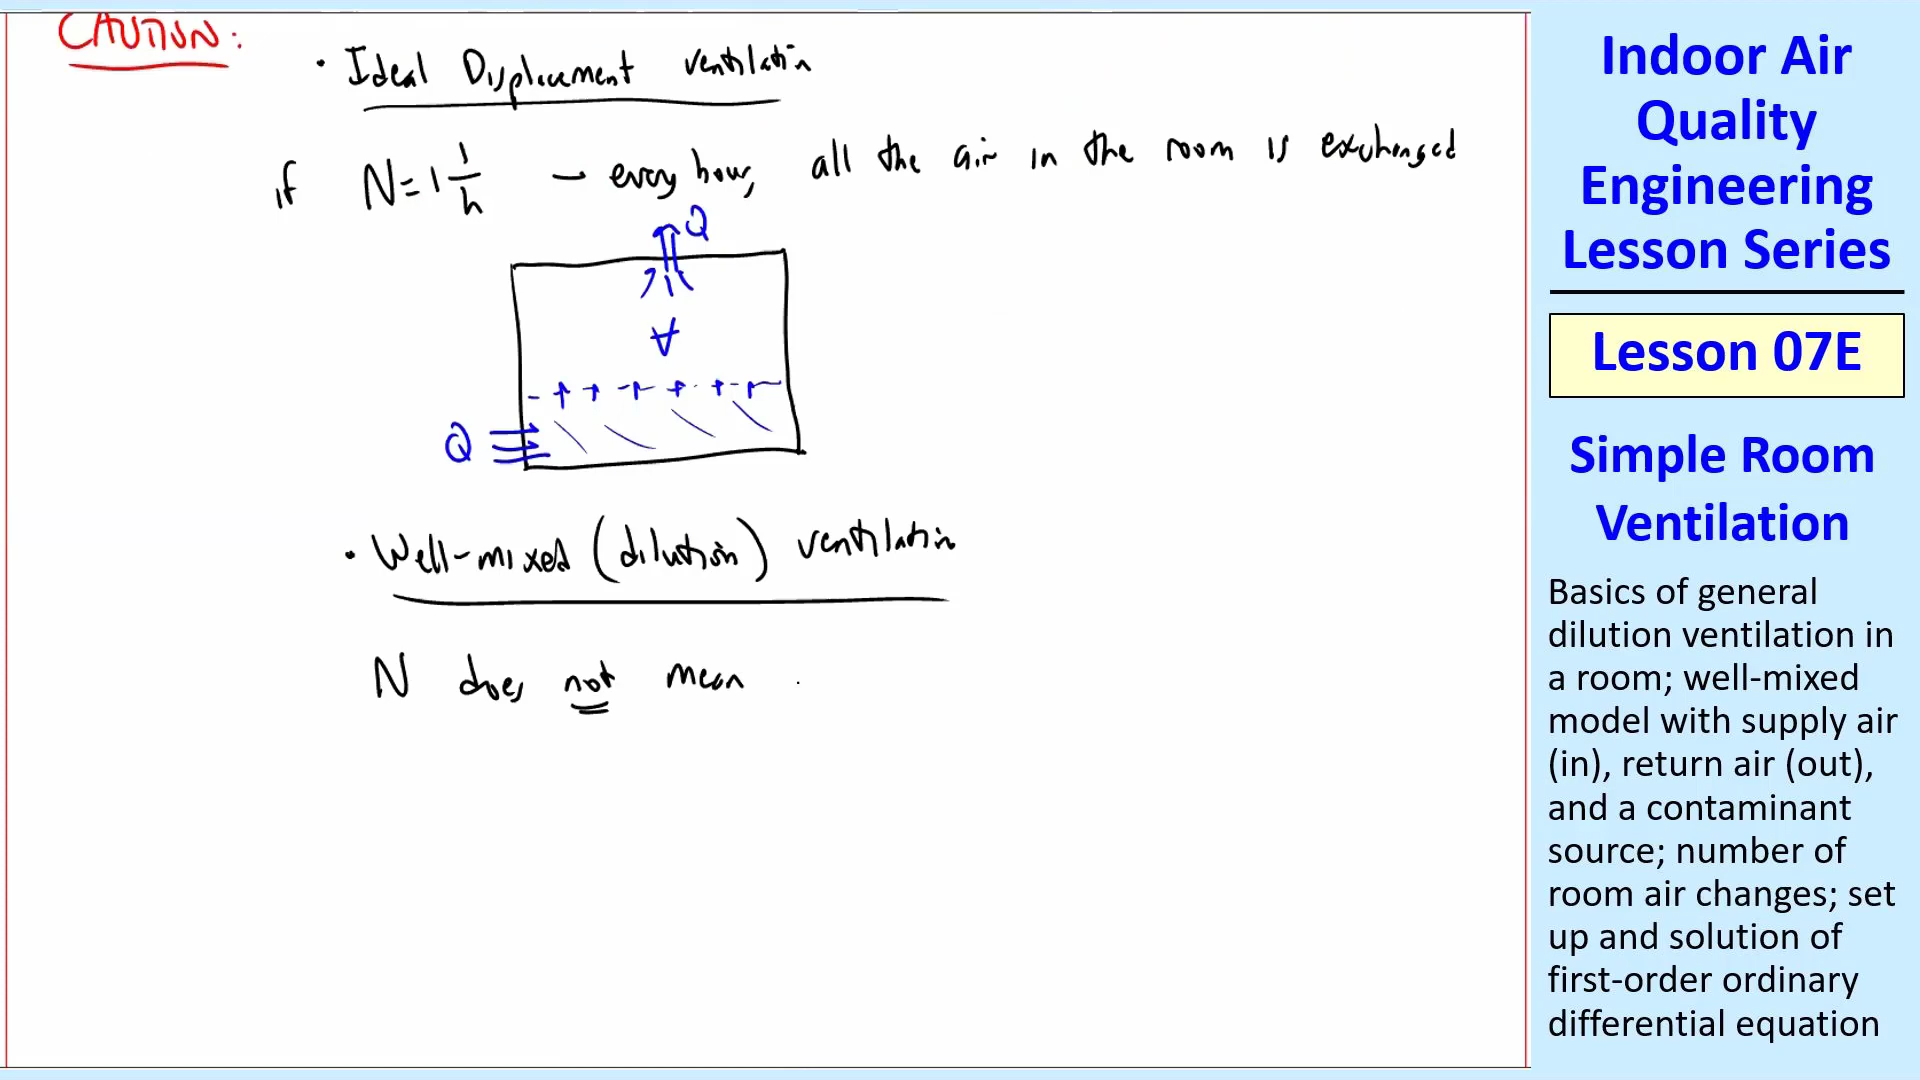 CAUTION:
• Ideal Displacement ventilation
if N = 1 1/h — every hour, all the air in the room is exchanged
Q
∀
Q
• Well-mixed (dilution) ventilation
N does not mean
Indoor Air
Quality
Engineering
Lesson Series
Lesson 07E
Simple Room
Ventilation
Basics of general
dilution ventilation in
a room; well-mixed
model with supply air
(in), return air (out),
and a contaminant
source; number of
room air changes; set
up and solution of
first-order ordinary
differential equation